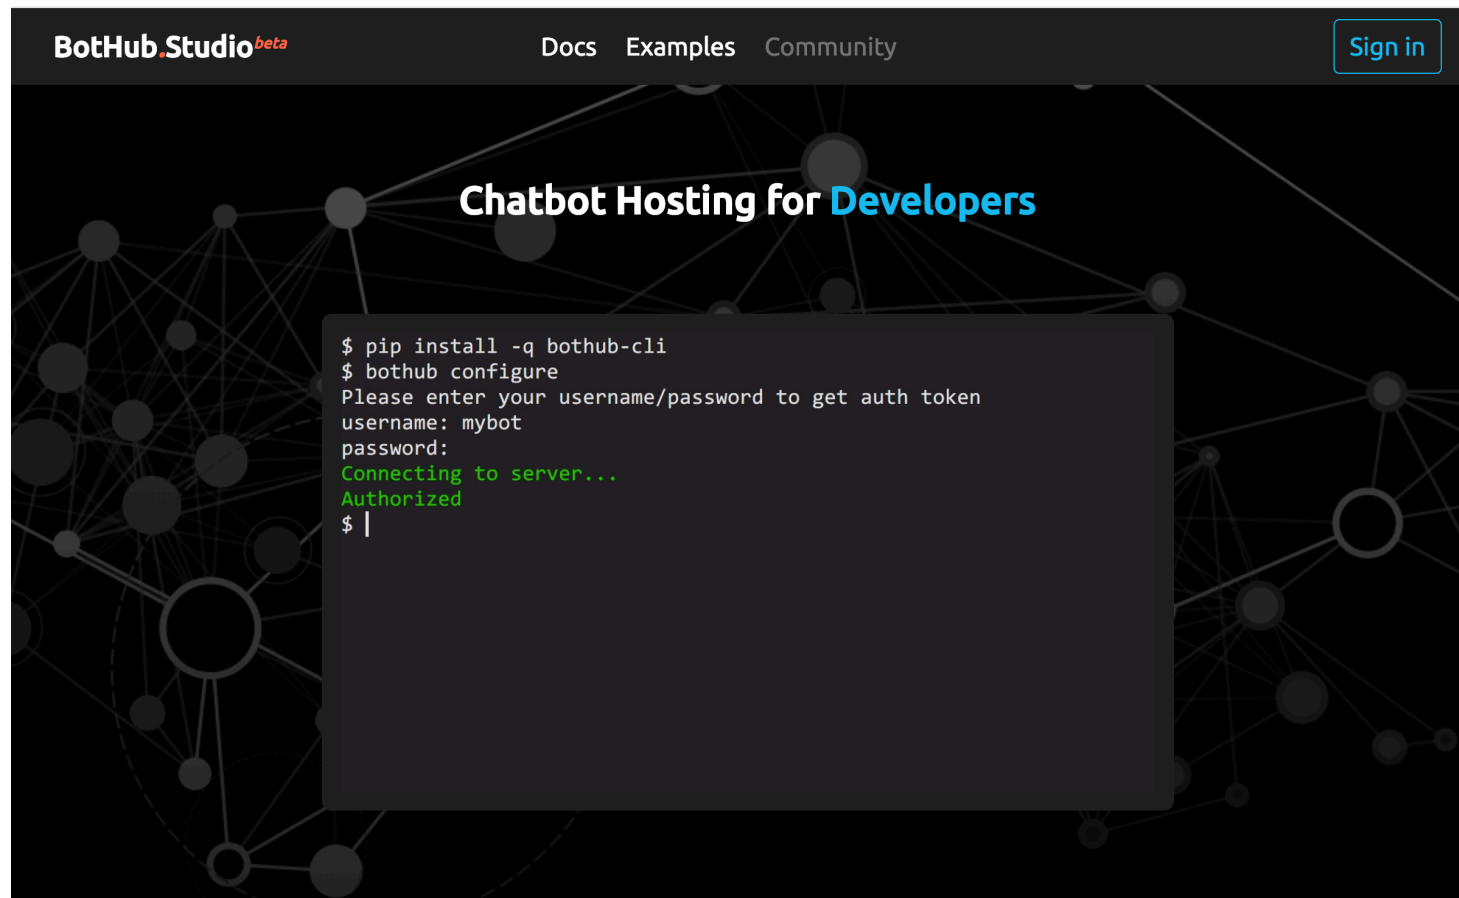 BotHub.Studio beta
Docs Examples Community
Sign in
Chatbot Hosting for Developers
$ pip install -q bothub-cli
$ bothub configure
Please enter your username/password to get auth token
username: mybot
password:
Connecting to server...
Authorized
$